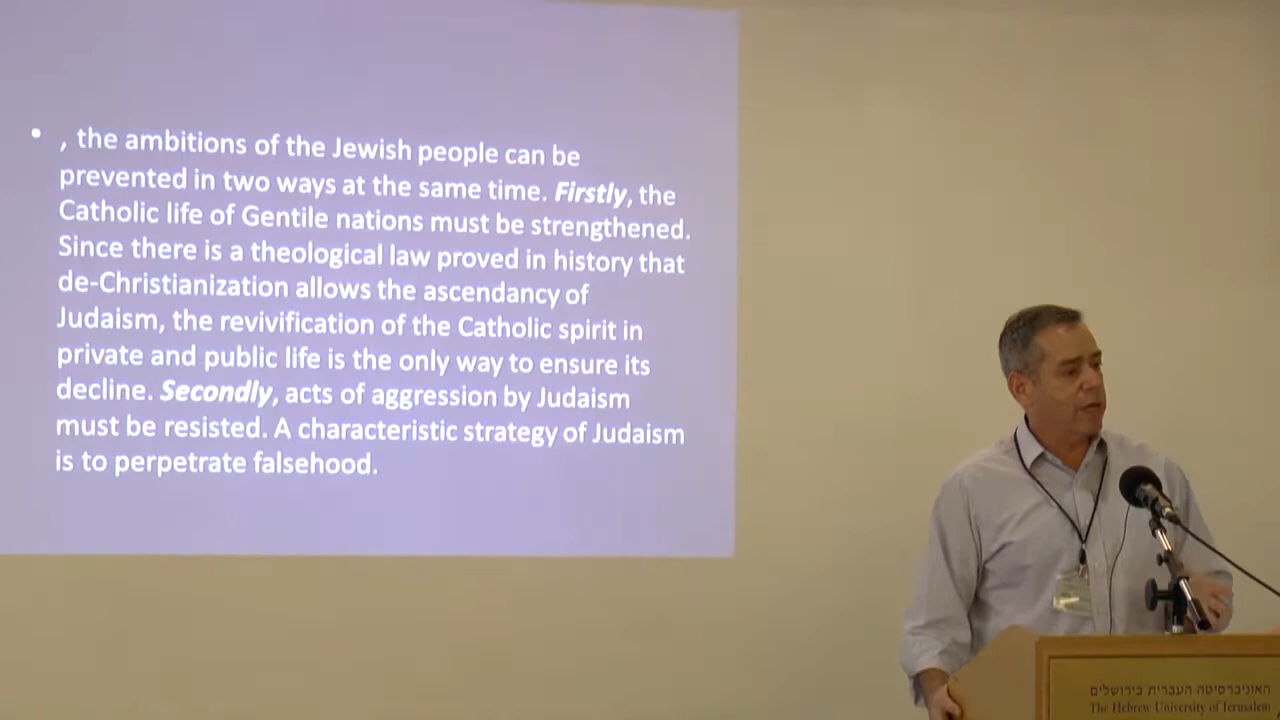 • , the ambitions of the Jewish people can be
prevented in two ways at the same time. Firstly, the
Catholic life of Gentile nations must be strengthened.
Since there is a theological law proved in history that
de-Christianization allows the ascendancy of
Judaism, the revivification of the Catholic spirit in
private and public life is the only way to ensure its
decline. Secondly, acts of aggression by Judaism
must be resisted. A characteristic strategy of Judaism
is to perpetrate falsehood.
האוניברסיטה העברית בירושלים
The Hebrew University of Jerusalem